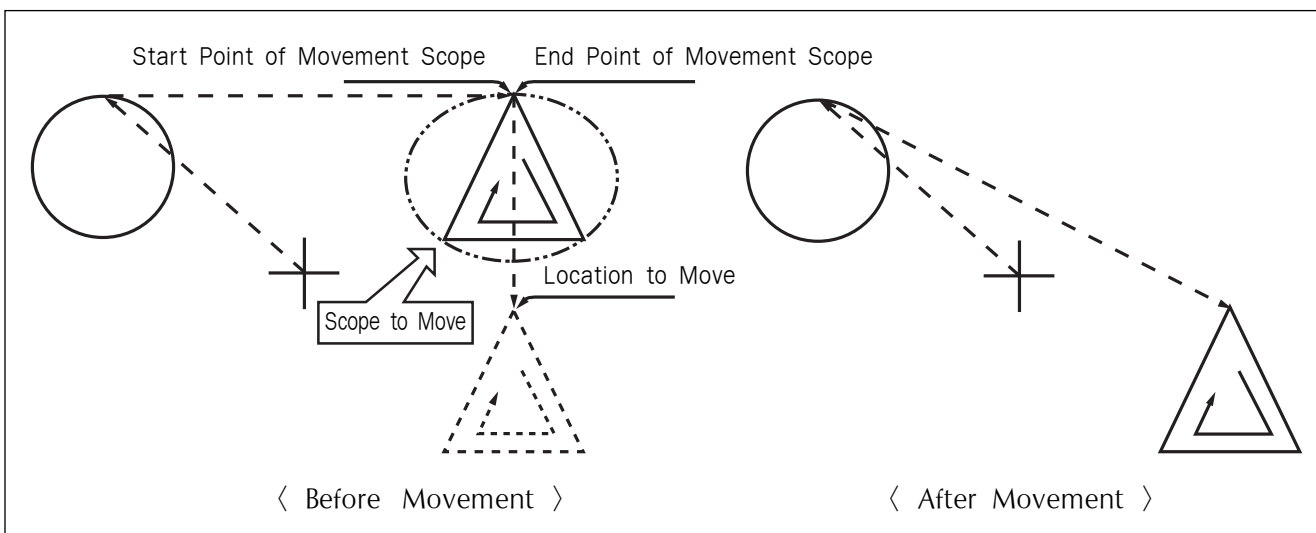 Start Point of Movement Scope
End Point of Movement Scope
Location to Move
Scope to Move
〈 Before Movement 〉
〈 After Movement 〉